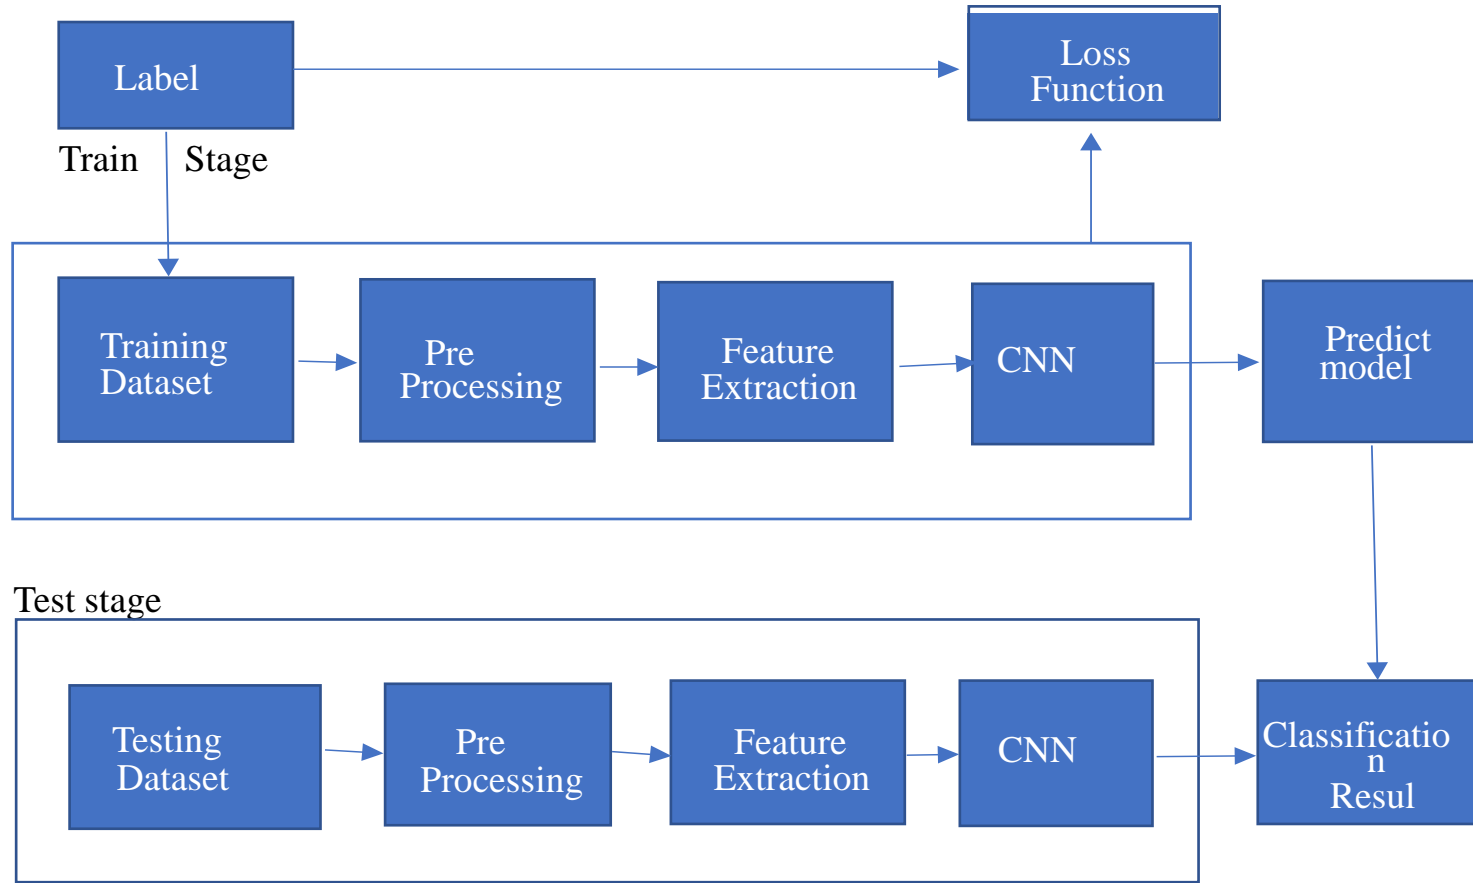 Label
Loss
Function
Train Stage
Training
Dataset
Pre
Processing
Feature
Extraction
CNN
Predict
model
Test stage
Testing
Dataset
Pre
Processing
Feature
Extraction
CNN
Classificatio
n
Resul